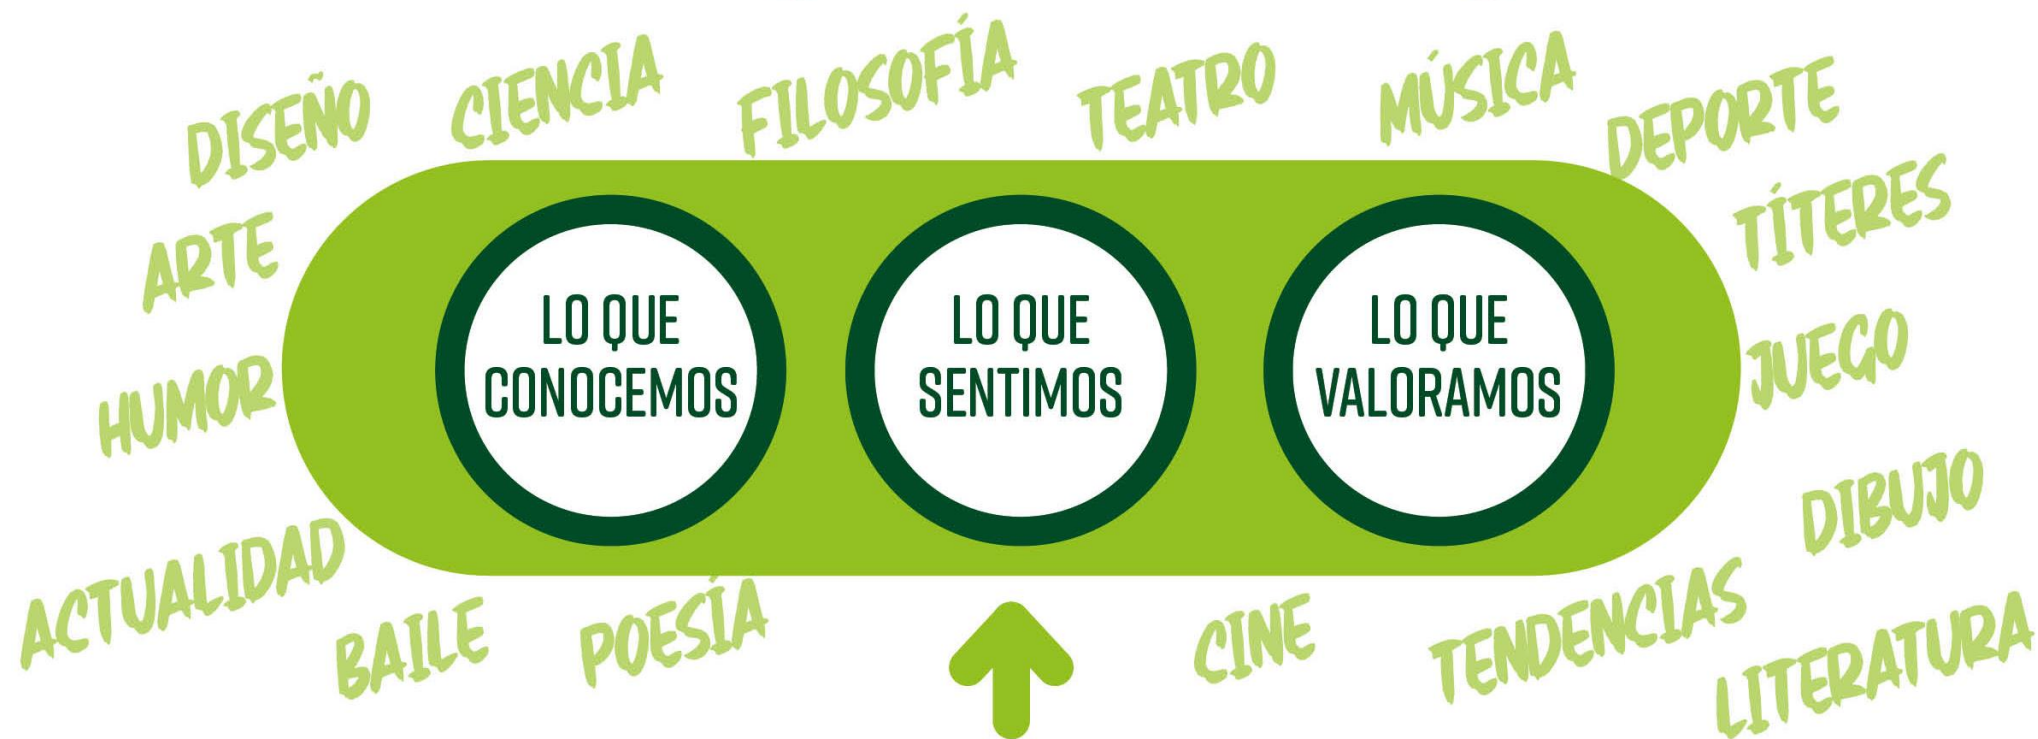 DISEÑO
CIENCIA
FILOSOFÍA
TEATRO
MÚSICA
DEPORTE
ARTE
TÍTERES
HUMOR
JUEGO
LO QUE
CONOCEMOS
LO QUE
SENTIMOS
LO QUE
VALORAMOS
ACTUALIDAD
DIBUJO
BAILE
POESÍA
CINE
TENDENCIAS
LITERATURA